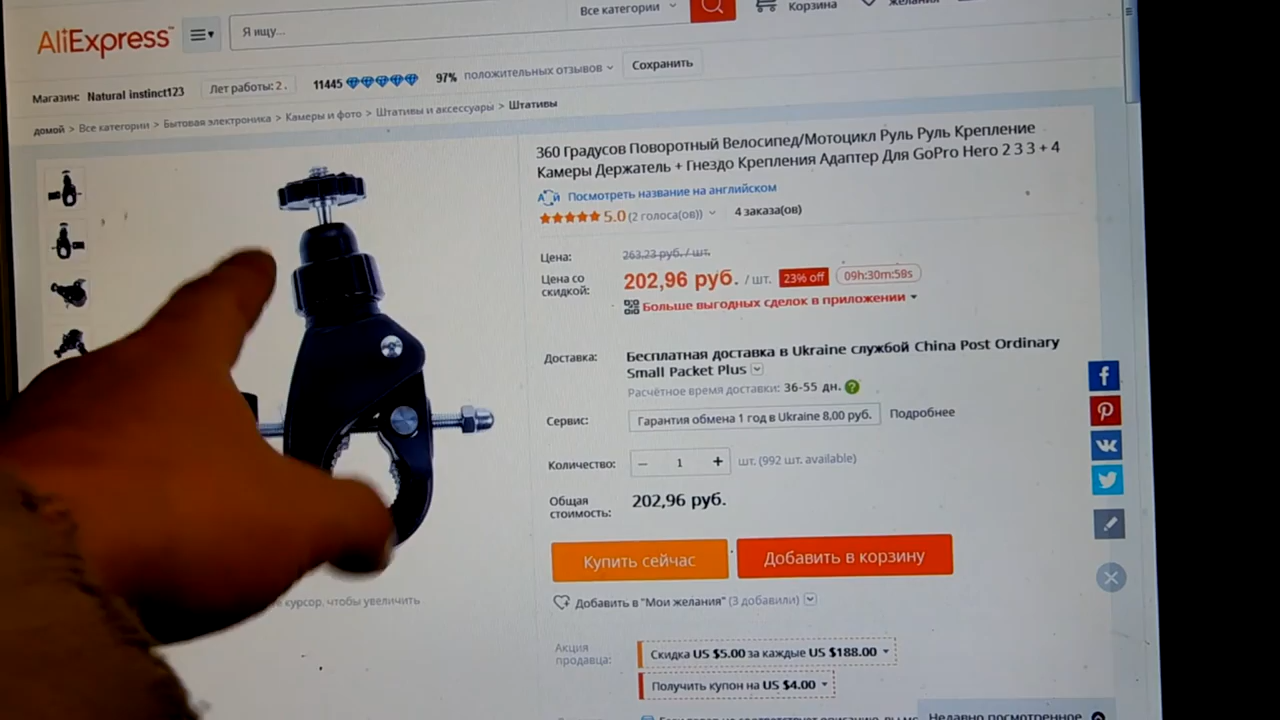 Все категории
Корзина
желания
AliExpress™
Я ищу...
Магазин: Natural instinct123
Лет работы: 2 .
11445
97% положительных отзывов
Сохранить
домой > Все категории > Бытовая электроника > Камеры и фото > Штативы и аксессуары > Штативы
360 Градусов Поворотный Велосипед/Мотоцикл Руль Руль Крепление
Камеры Держатель + Гнездо Крепления Адаптер Для GoPro Hero 2 3 3 + 4
Посмотреть название на английском
5.0 (2 голоса(ов)) 4 заказа(ов)
Цена: 263,23 руб. / шт.
Цена со
скидкой:
202,96 руб. / шт. 23% off 09h:30m:59s
Больше выгодных сделок в приложении
Доставка: Бесплатная доставка в Ukraine службой China Post Ordinary
Small Packet Plus
Расчётное время доставки: 36-55 дн. ?
Сервис: Гарантия обмена 1 год в Ukraine 8,00 руб. Подробнее
Количество: – 1 + шт. (992 шт. available)
Общая
стоимость:
202,96 руб.
Купить сейчас
Добавить в корзину
курсор, чтобы увеличить
Добавить в "Мои желания" (3 добавили)
Акция
продавца:
Скидка US $5.00 за каждые US $188.00
Получить купон на US $4.00
Недавно просмотренное